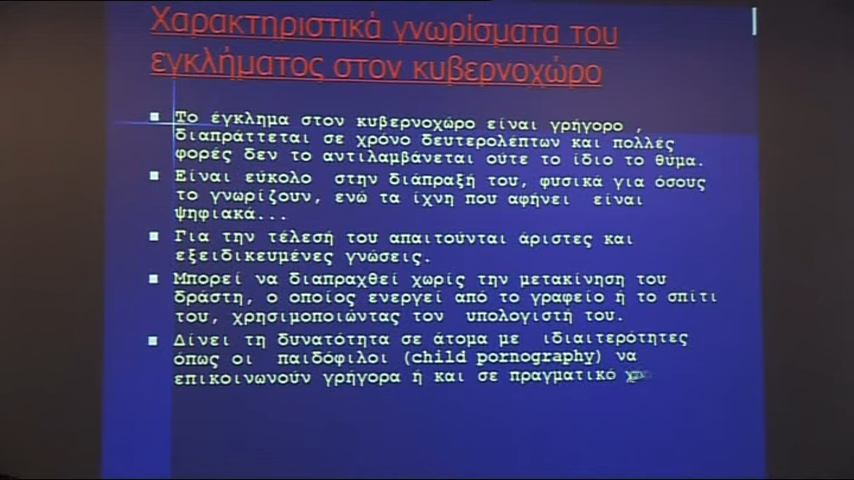 Χαρακτηριστικά γνωρίσματα του
εγκλήματος στον κυβερνοχώρο
Το έγκλημα στον κυβερνοχώρο είναι γρήγορο ,
διαπράττεται σε χρόνο δευτερολέπτων και πολλές
φορές δεν το αντιλαμβάνεται ούτε το ίδιο το θύμα.
Είναι εύκολο στην διάπραξή του, φυσικά για όσους
το γνωρίζουν, ενώ τα ίχνη που αφήνει είναι
ψηφιακά...
Για την τέλεσή του απαιτούνται άριστες και
εξειδικευμένες γνώσεις.
Μπορεί να διαπραχθεί χωρίς την μετακίνηση του
δράστη, ο οποίος ενεργεί από το γραφείο ή το σπίτι
του, χρησιμοποιώντας τον υπολογιστή του.
Δίνει τη δυνατότητα σε άτομα με ιδιαιτερότητες
όπως οι παιδόφιλοι (child pornography) να
επικοινωνούν γρήγορα ή και σε πραγματικό